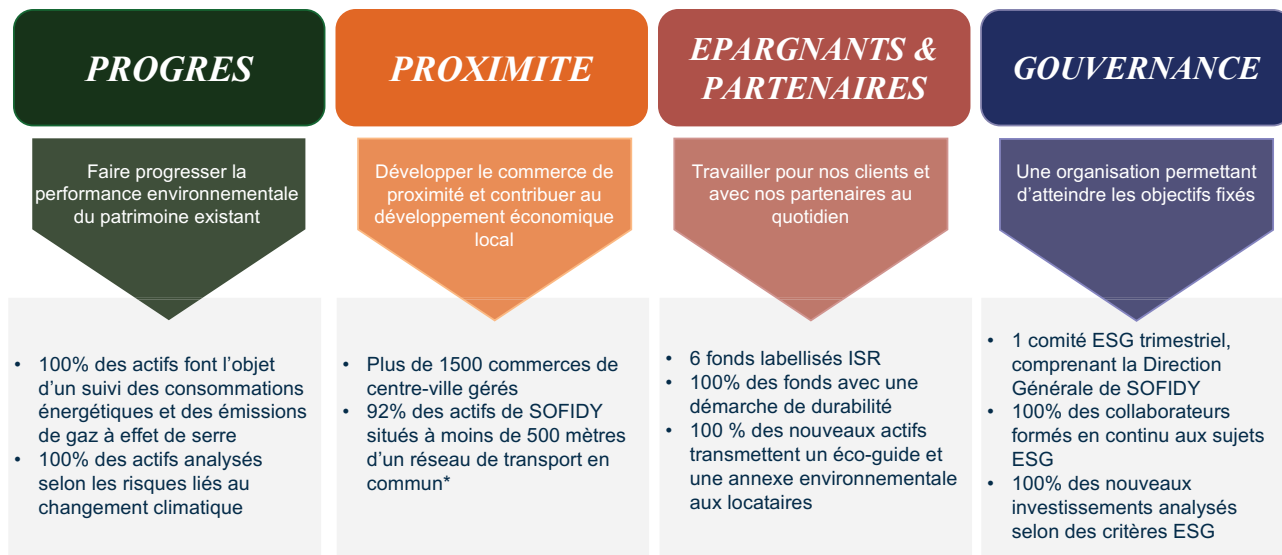 PROGRES
Faire progresser la
performance environnementale
du patrimoine existant
• 100% des actifs font l’objet
d’un suivi des consommations
énergétiques et des émissions
de gaz à effet de serre
• 100% des actifs analysés
selon les risques liés au
changement climatique
PROXIMITE
Développer le commerce de
proximité et contribuer au
développement économique
local
• Plus de 1500 commerces de
centre-ville gérés
• 92% des actifs de SOFIDY
situés à moins de 500 mètres
d’un réseau de transport en
commun*
EPARGNANTS &
PARTENAIRES
Travailler pour nos clients et
avec nos partenaires au
quotidien
• 6 fonds labellisés ISR
• 100% des fonds avec une
démarche de durabilité
• 100 % des nouveaux actifs
transmettent un éco-guide et
une annexe environnementale
aux locataires
GOUVERNANCE
Une organisation permettant
d’atteindre les objectifs fixés
• 1 comité ESG trimestriel,
comprenant la Direction
Générale de SOFIDY
• 100% des collaborateurs
formés en continu aux sujets
ESG
• 100% des nouveaux
investissements analysés
selon des critères ESG